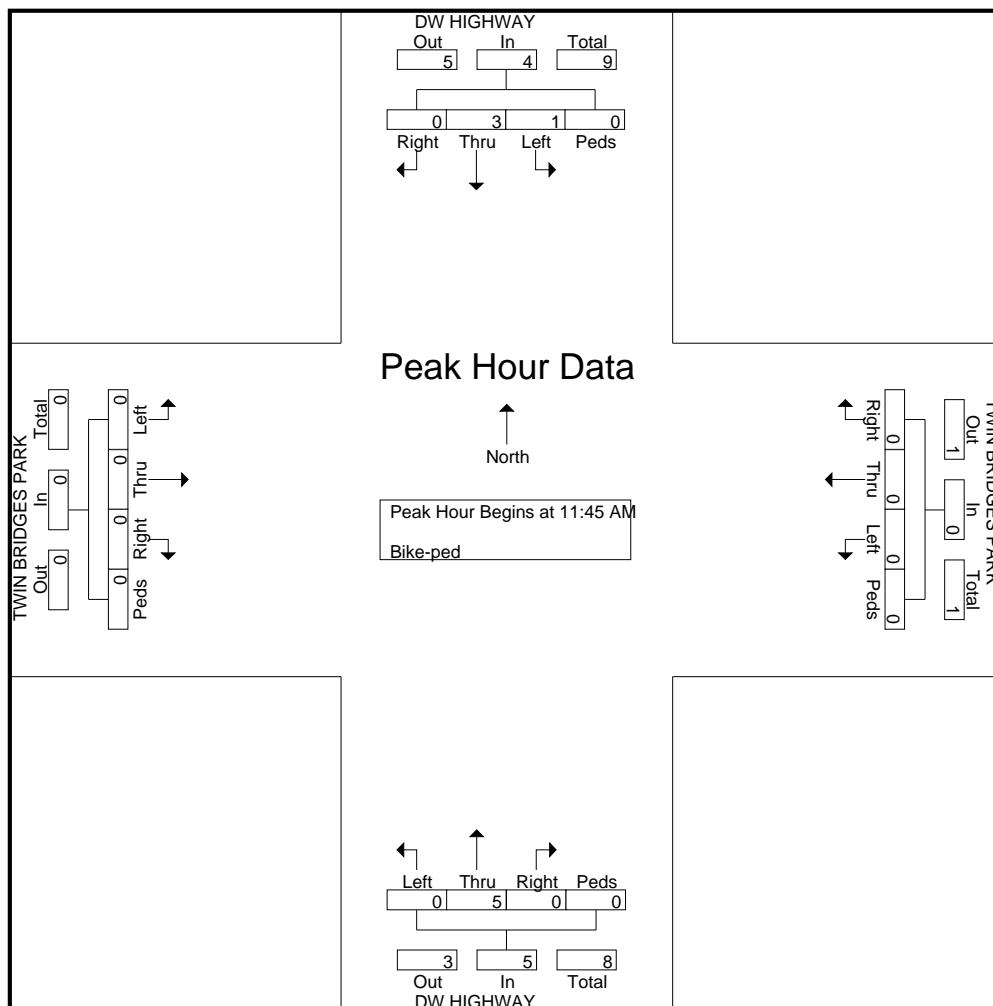 DW HIGHWAY
Out In Total
5 4 9
0 3 1 0
Right Thru Left Peds
Peak Hour Data
North
Peak Hour Begins at 11:45 AM
Bike-ped
TWIN BRIDGES PARK
Out In Total
0 0 0
0 0 0 0
Left Thru Right Peds
Right Thru Left Peds
0 0 0 0
1 0 1
Out In Total
TWIN BRIDGES PARK
Left Thru Right Peds
0 5 0 0
3 5 8
Out In Total
DW HIGHWAY